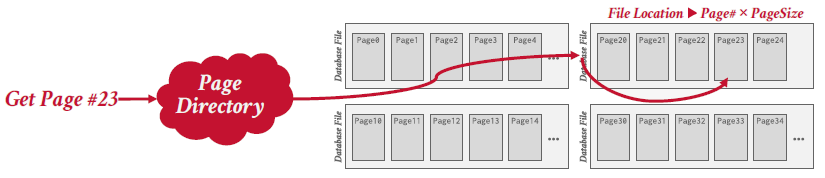 File Location ▶ Page# × PageSize
Get Page #23
Page
Directory
Database File
Page0 Page1 Page2 Page3 Page4 ...
Database File
Page20 Page21 Page22 Page23 Page24
Database File
Page10 Page11 Page12 Page13 Page14 ...
Database File
Page30 Page31 Page32 Page33 Page34 ...